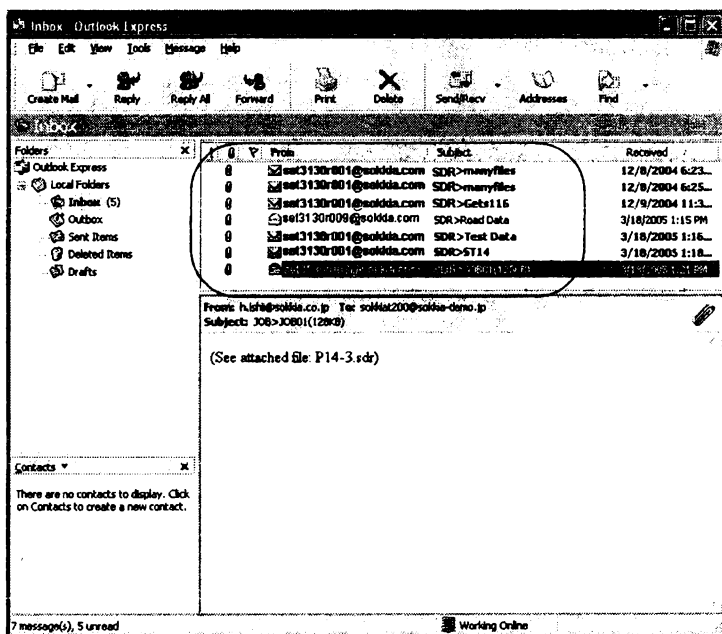 Inbox Outlook Express
File Edit View Tools Message Help
Create Mail Reply Reply All Forward Print Delete Send/Recv Addresses Find
Inbox
Folders
From Subject Received
Outlook Express
Local Folders
Inbox (5)
Outbox
Sent Items
Deleted Items
Drafts
set3130r001@sokkia.com SDR>manyfiles 12/8/2004 6:23...
set3130r001@sokkia.com SDR>manyfiles 12/8/2004 6:25...
set3130r001@sokkia.com SDR>Gets116 12/9/2004 11:3...
set3130r009@sokkia.com SDR>Road Data 3/18/2005 1:15 PM
set3130r001@sokkia.com SDR>Test Data 3/18/2005 1:16...
set3130r001@sokkia.com SDR>ST14 3/18/2005 1:18...
From: h.ishii@sokkia.co.jp To: sokkiat200@sokkia-demo.jp
Subject: JOB>JOB01(128KB)
(See attached file: P14-3.sdr)
Contacts
There are no contacts to display. Click
on Contacts to create a new contact.
7 message(s), 5 unread
Working Online